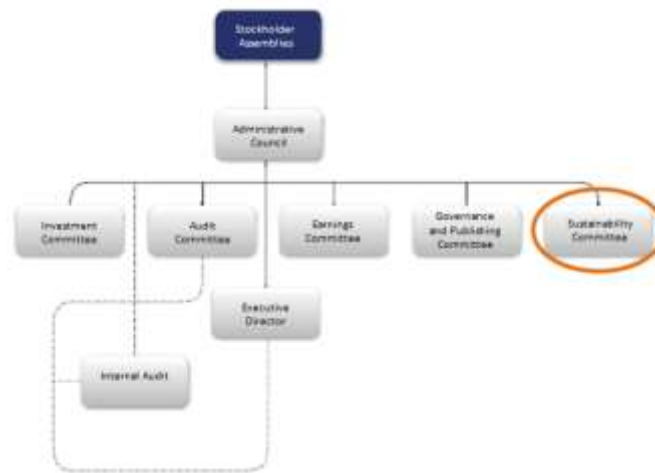 Stockholder
Assemblies
Administrative
Council
Investment
Committee
Audit
Committee
Earnings
Committee
Governance
and Publishing
Committee
Sustainability
Committee
Executive
Director
Internal Audit